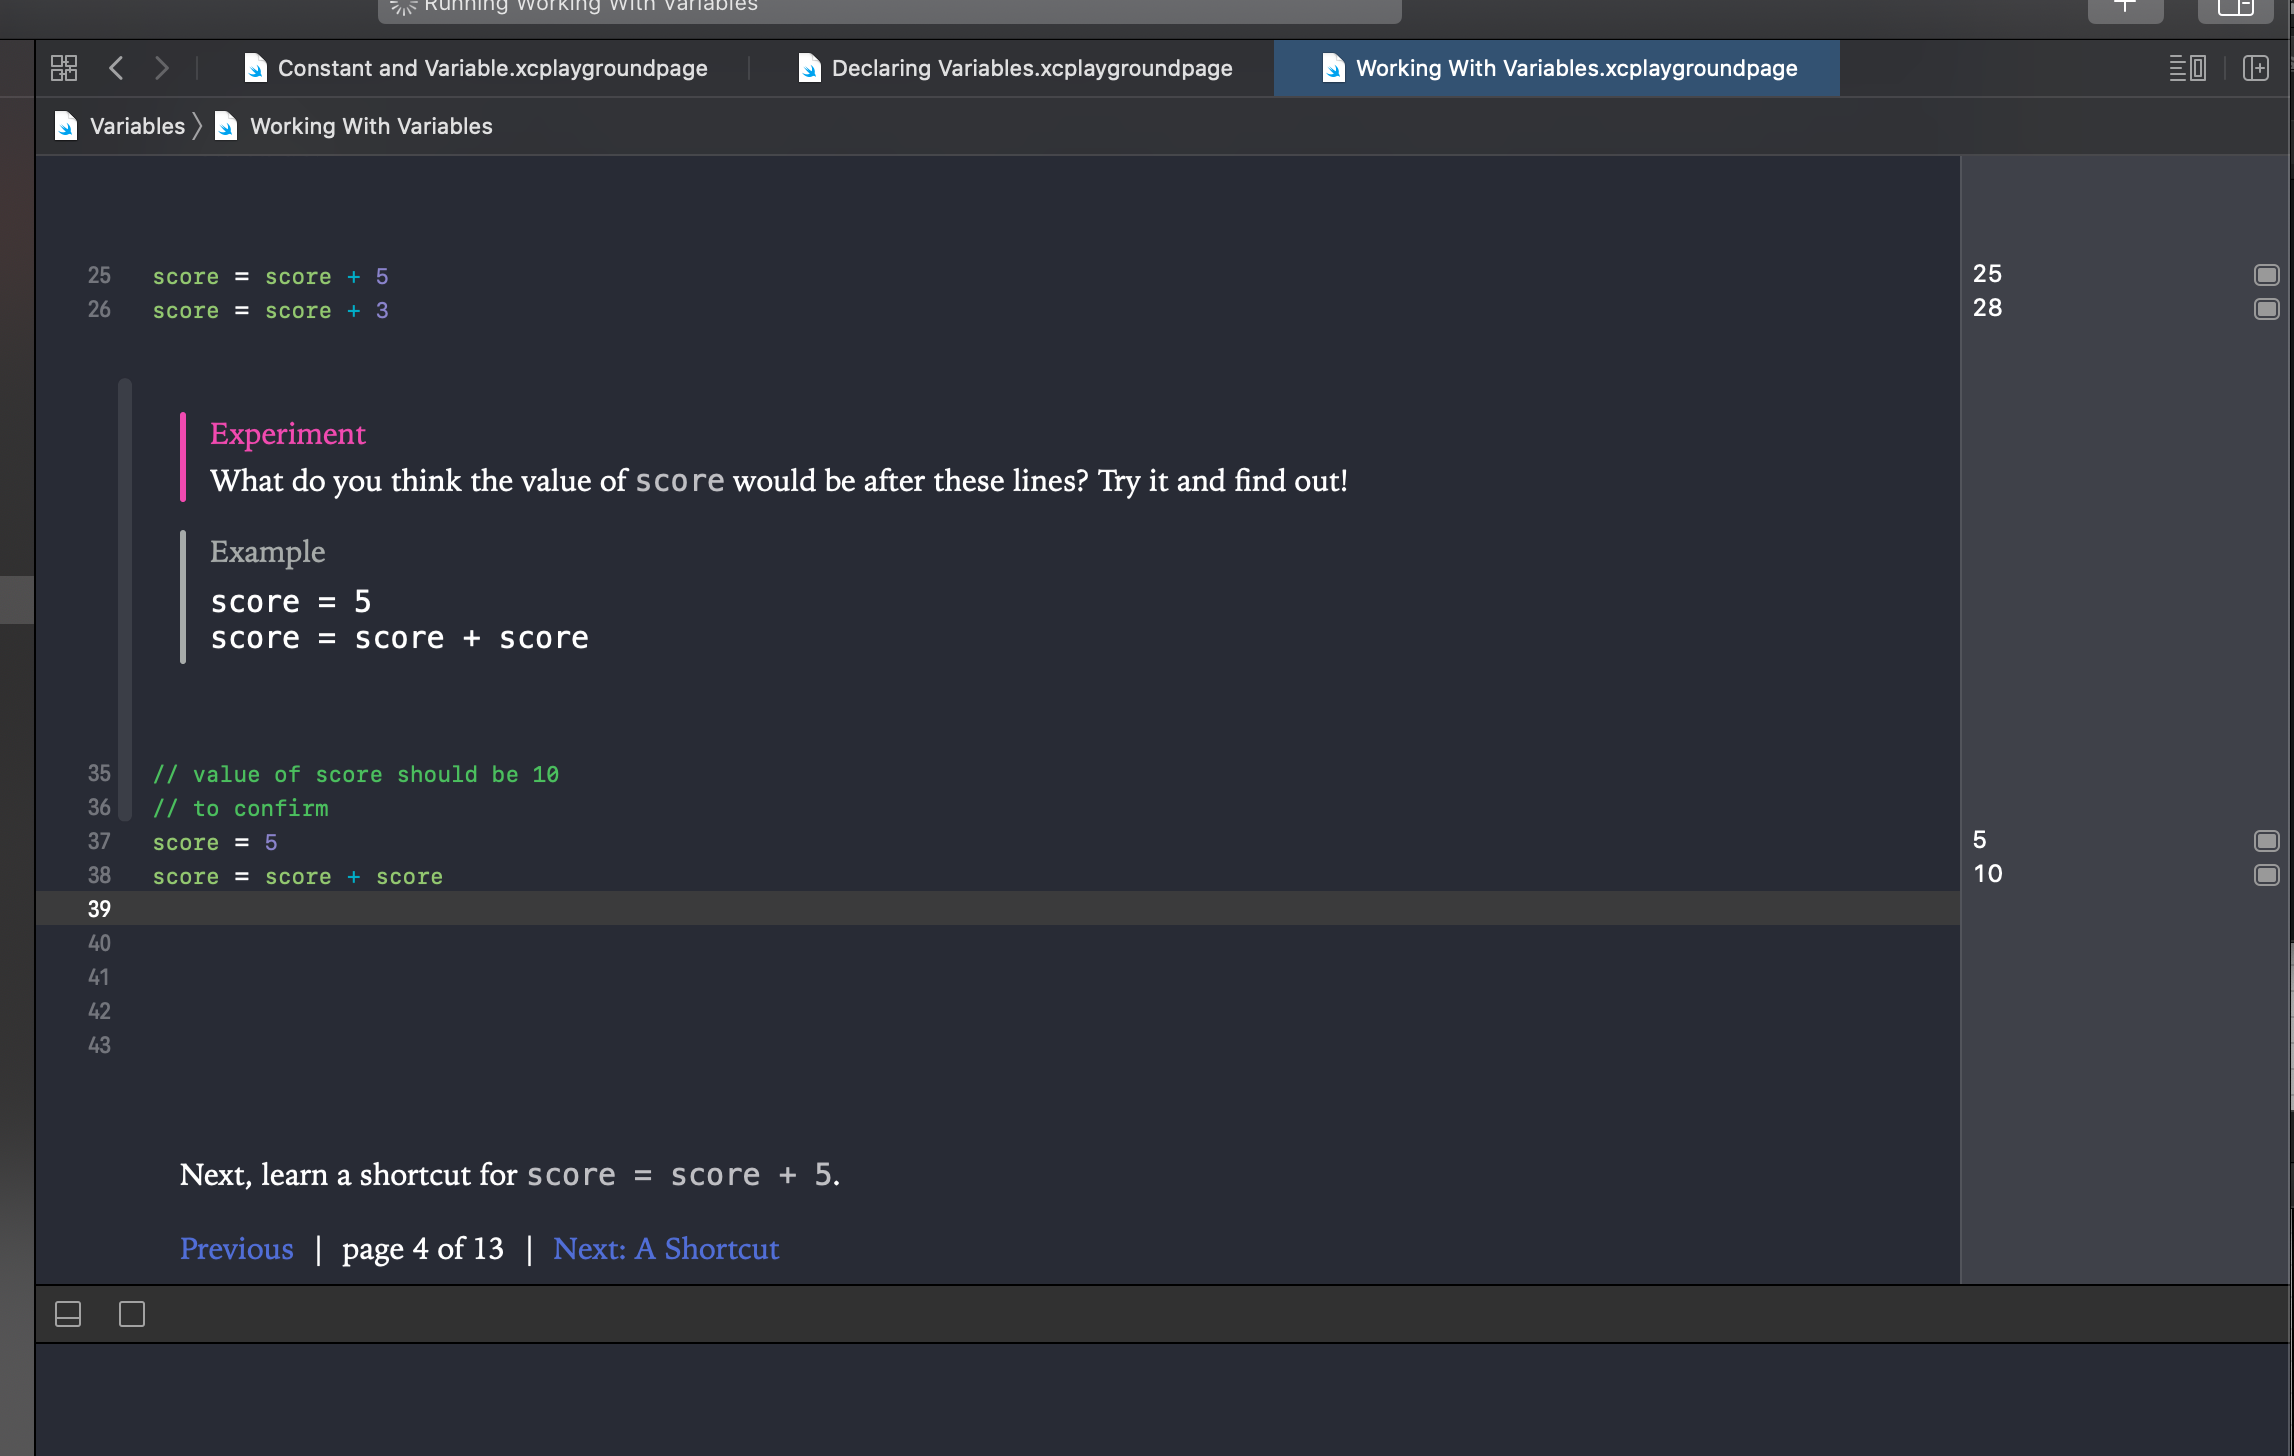 Running Working With Variables
Constant and Variable.xcplaygroundpage
Declaring Variables.xcplaygroundpage
Working With Variables.xcplaygroundpage
Variables
Working With Variables
25 score = score + 5 25
26 score = score + 3 28
Experiment
What do you think the value of score would be after these lines? Try it and find out!
Example
score = 5
score = score + score
35 // value of score should be 10
36 // to confirm
37 score = 5 5
38 score = score + score 10
39
40
41
42
43
Next, learn a shortcut for score = score + 5.
Previous | page 4 of 13 | Next: A Shortcut